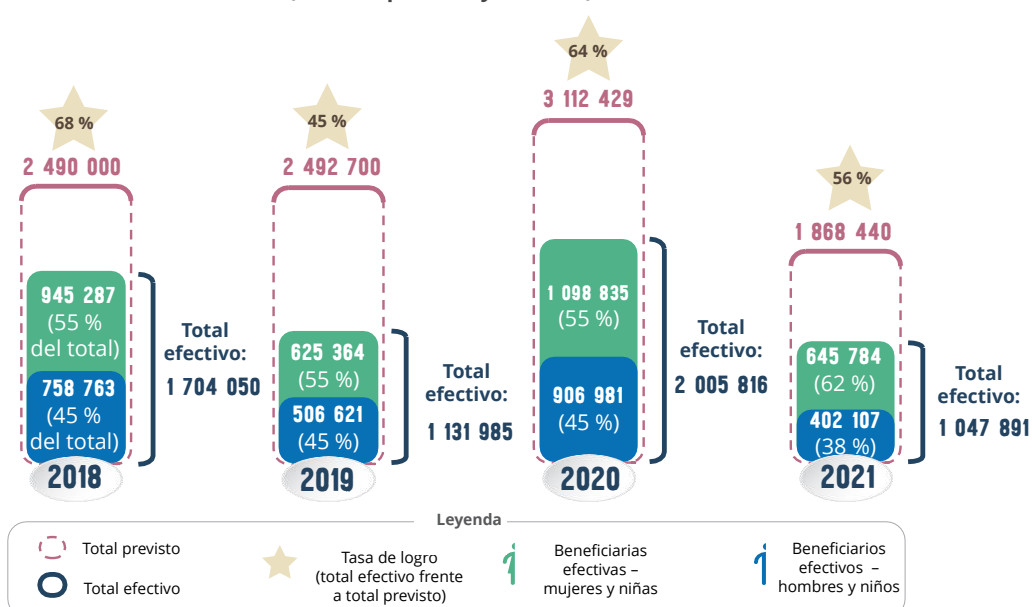 68 %
2 490 000
945 287
(55 %
del total)
758 763
(45 %
del total)
Total
efectivo:
1 704 050
2018
45 %
2 492 700
625 364
(55 %)
506 621
(45 %)
Total
efectivo:
1 131 985
2019
64 %
3 112 429
1 098 835
(55 %)
906 981
(45 %)
Total
efectivo:
2 005 816
2020
56 %
1 868 440
645 784
(62 %)
402 107
(38 %)
Total
efectivo:
1 047 891
2021
Leyenda
Total previsto
Total efectivo
Tasa de logro
(total efectivo frente
a total previsto)
Beneficiarias
efectivas –
mujeres y niñas
Beneficiarios
efectivos –
hombres y niños